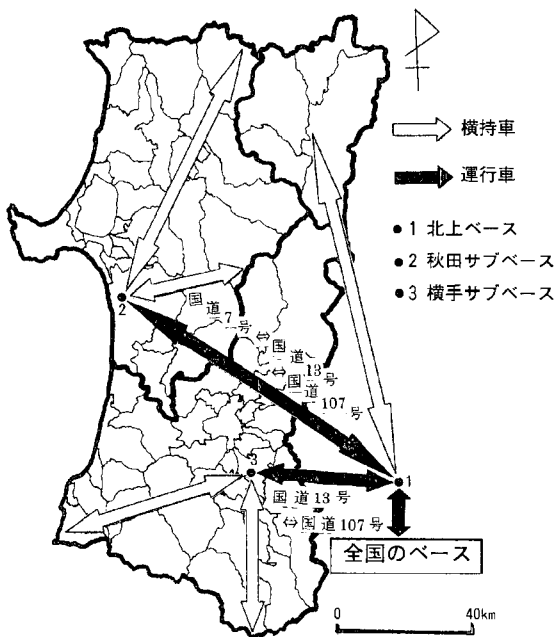 横持車
運行車
●1 北上ベース
●2 秋田サブベース
●3 横手サブベース
2
国道7号
⇔国道13号
⇔国道107号
3
1
国道13号
⇔国道107号
全国のベース
0 40km